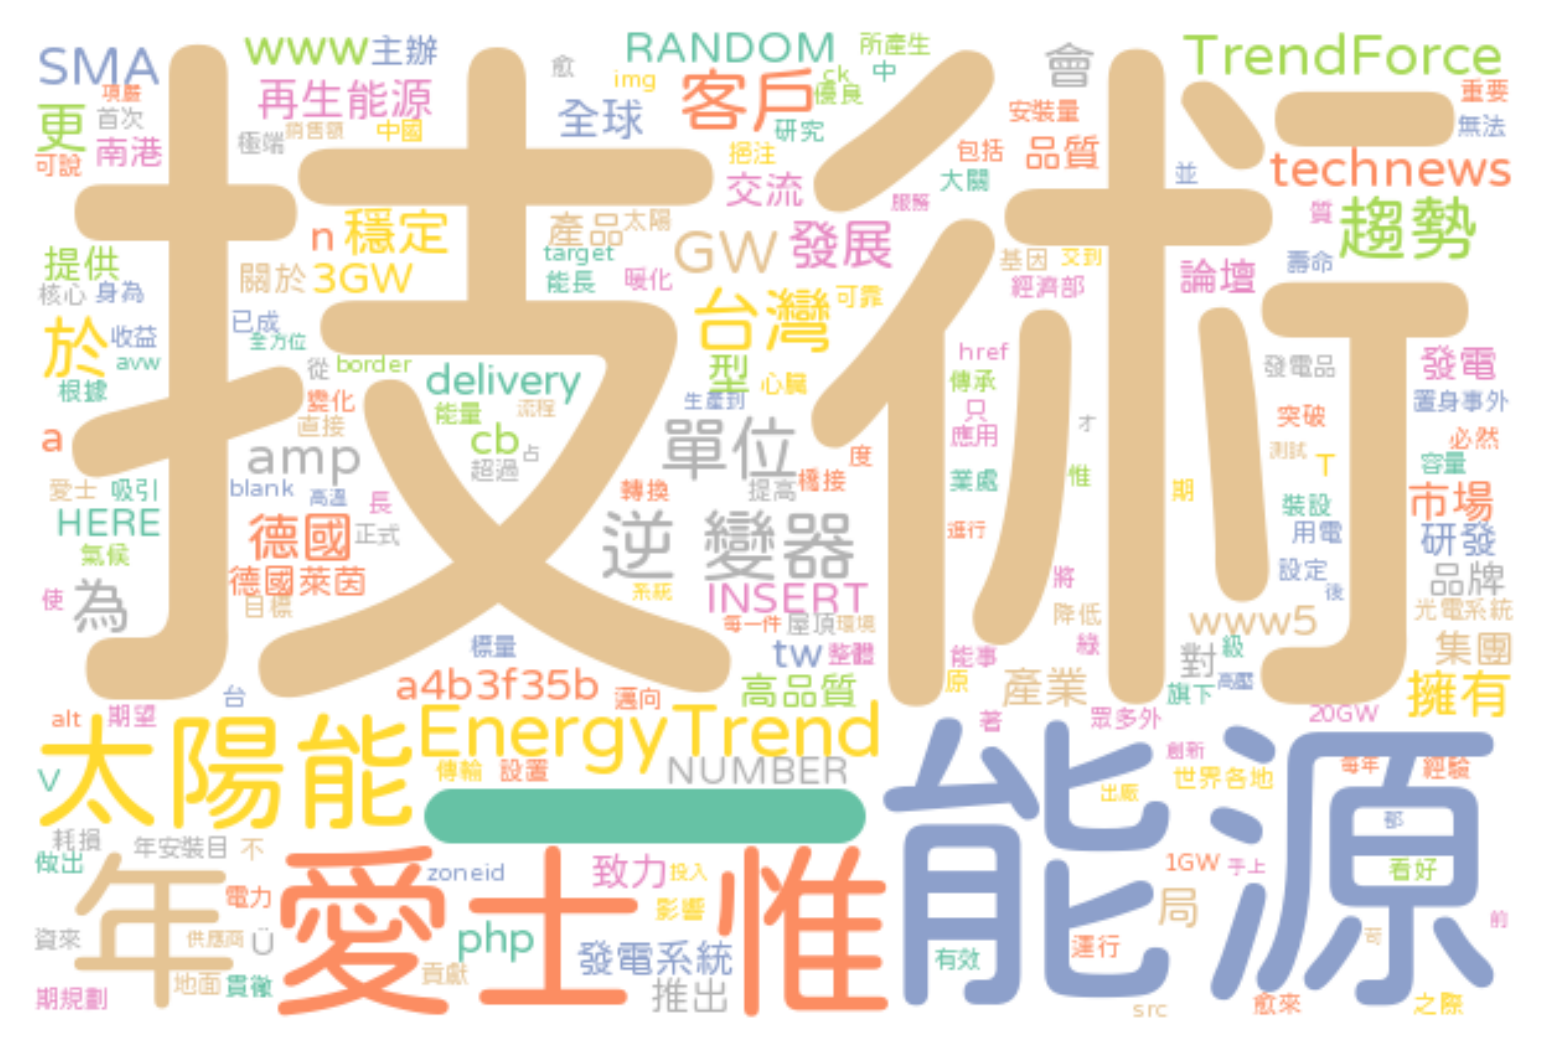 SMA
www
主辦
愈
RANDOM
所產生
會
TrendForce
項嚴
img
ck
中
重要
更
首次
再生能源
全球
客戶
優良
安裝量
無法
銷售額
中國
研究
南港
極端
挹注
包括
品質
technews
可說
大關
並
交流
技術
服務
質
趨勢
n
穩定
產品
太陽
GW
發展
提供
關於
3GW
target
能長
暖化
基因
交到
論壇
壽命
核心
身為
經濟部
台灣
可靠
於
收益
已成
全方位
avw
從
border
delivery
型
心臟
href
發電品
發電
根據
變化
能量
流程
生產到
傳承
只
置身事外
a
直接
cb
占
單位
應用
才
突破
必然
amp
超過
度
測試
T
容量
愛士
吸引
blank
高溫
長
轉換
提高
橋接
業處
惟
期
裝設
市場
HERE
德國
正式
逆
變器
進行
用電
研發
氣候
德國萊茵
系統
INSERT
將
設定
品牌
使
為
目標
每一件
屋頂
環境
降低
後
光電系統
www5
標量
tw
整體
能事
綠
對
級
集團
台
a4b3f35b
邁向
高品質
原
產業
旗下
高壓
擁有
alt
期望
太陽能
EnergyTrend
著
眾多外
20GW
V
傳輸
設置
NUMBER
能源
創新
世界各地
每年
經驗
出廠
耗損
年安裝目
不
都
做出
年
愛士
惟
zoneid
致力
投入
1GW
手上
看好
電力
影響
局
前
資來
供應商
Ü
php
發電系統
有效
運行
可
期規劃
地面
貫徹
貢獻
推出
src
愈來
之際